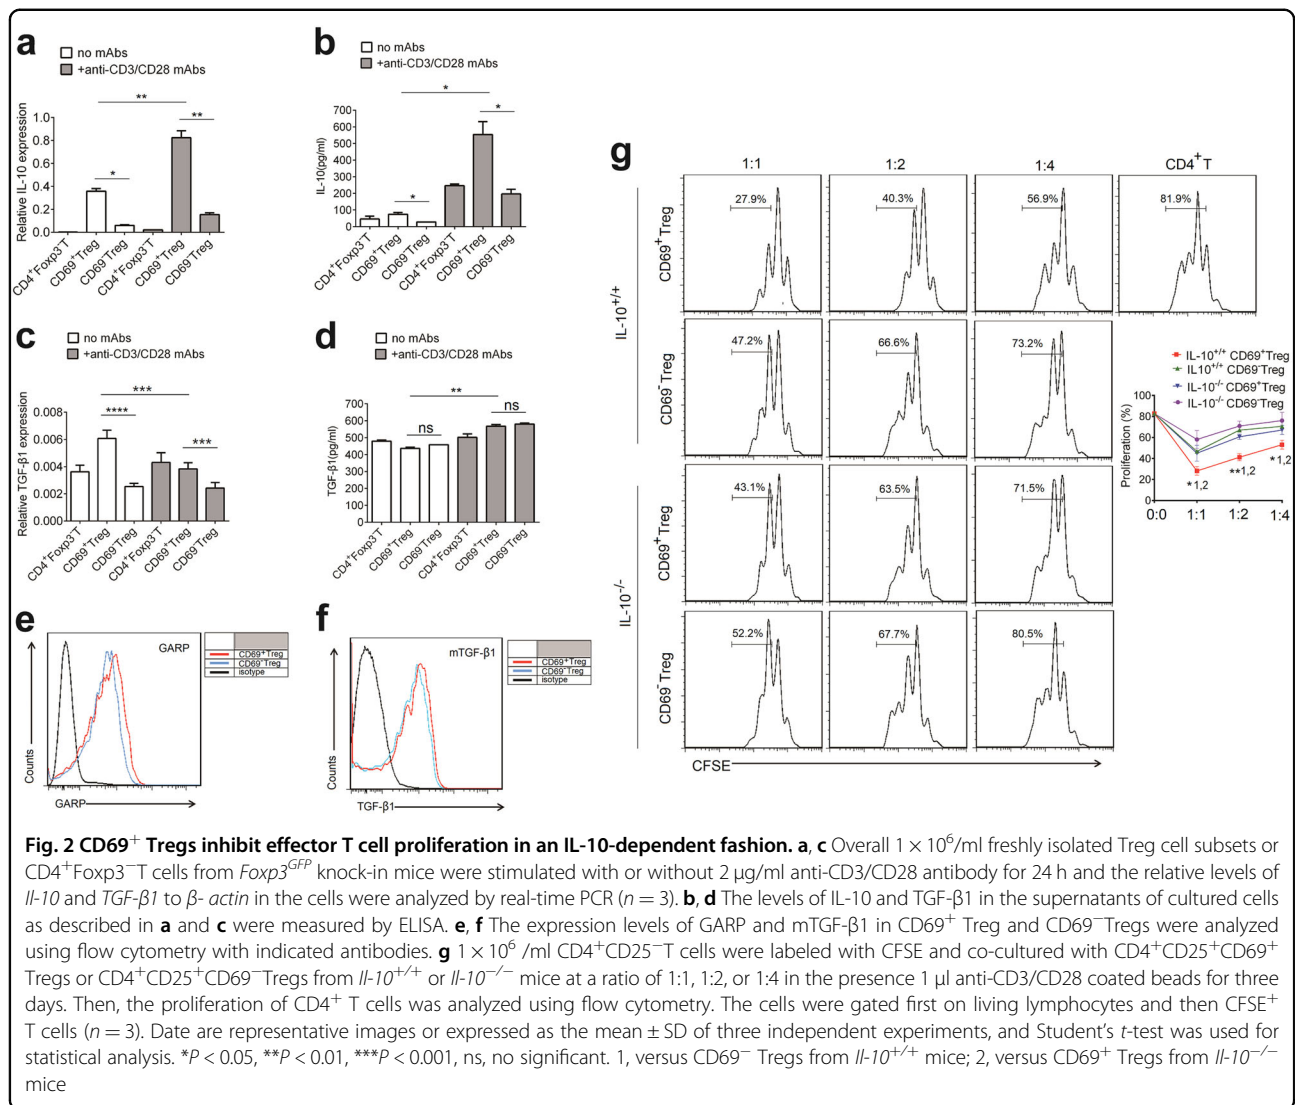 a
no mAbs
+anti-CD3/CD28 mAbs
Relative IL-10 expression
1.0
0.8
0.6
0.4
0.2
0.0
**
**
*
CD4+Foxp3-T
CD69+Treg
CD69-Treg
CD4+Foxp3-T
CD69+Treg
CD69-Treg
b
no mAbs
+anti-CD3/CD28 mAbs
IL-10(pg/ml)
700
600
500
400
300
200
100
0
*
*
*
CD4+Foxp3-T
CD69+Treg
CD69-Treg
CD4+Foxp3-T
CD69+Treg
CD69-Treg
c
no mAbs
+anti-CD3/CD28 mAbs
Relative TGF-β1 expression
0.008
0.006
0.004
0.002
0.000
***
****
***
CD4+Foxp3-T
CD69+Treg
CD69-Treg
CD4+Foxp3-T
CD69+Treg
CD69-Treg
d
no mAbs
+anti-CD3/CD28 mAbs
TGF-β1(pg/ml)
700
600
500
400
300
200
100
0
**
ns
ns
CD4+Foxp3-T
CD69+Treg
CD69-Treg
CD4+Foxp3-T
CD69+Treg
CD69-Treg
e
GARP
CD69+Treg
CD69-Treg
isotype
Counts
GARP
f
mTGF-β1
CD69+Treg
CD69-Treg
isotype
Counts
TGF-β1
g
1:1
1:2
1:4
CD4+T
IL-10+/+
CD69+Treg
27.9%
40.3%
56.9%
81.9%
CD69-Treg
47.2%
66.6%
73.2%
IL-10-/-
CD69+Treg
43.1%
63.5%
71.5%
CD69-Treg
52.2%
67.7%
80.5%
CFSE
IL-10+/+ CD69+Treg
IL10+/+ CD69-Treg
IL-10-/- CD69+Treg
IL-10-/- CD69-Treg
Proliferation (%)
100
80
60
40
20
0
*1,2
**1,2
*1,2
0:0
1:1
1:2
1:4
Fig. 2 CD69+ Tregs inhibit effector T cell proliferation in an IL-10-dependent fashion. a, c Overall 1 × 10⁶/ml freshly isolated Treg cell subsets or
CD4+Foxp3−T cells from Foxp3GFP knock-in mice were stimulated with or without 2 μg/ml anti-CD3/CD28 antibody for 24 h and the relative levels of
Il-10 and TGF-β1 to β- actin in the cells were analyzed by real-time PCR (n = 3). b, d The levels of IL-10 and TGF-β1 in the supernatants of cultured cells
as described in a and c were measured by ELISA. e, f The expression levels of GARP and mTGF-β1 in CD69+ Treg and CD69−Tregs were analyzed
using flow cytometry with indicated antibodies. g 1 × 10⁶ /ml CD4+CD25−T cells were labeled with CFSE and co-cultured with CD4+CD25+CD69+
Tregs or CD4+CD25+CD69−Tregs from Il-10+/+ or Il-10−/− mice at a ratio of 1:1, 1:2, or 1:4 in the presence 1 μl anti-CD3/CD28 coated beads for three
days. Then, the proliferation of CD4+ T cells was analyzed using flow cytometry. The cells were gated first on living lymphocytes and then CFSE+
T cells (n = 3). Date are representative images or expressed as the mean ± SD of three independent experiments, and Student's t-test was used for
statistical analysis. *P < 0.05, **P < 0.01, ***P < 0.001, ns, no significant. 1, versus CD69− Tregs from Il-10+/+ mice; 2, versus CD69+ Tregs from Il-10−/−
mice